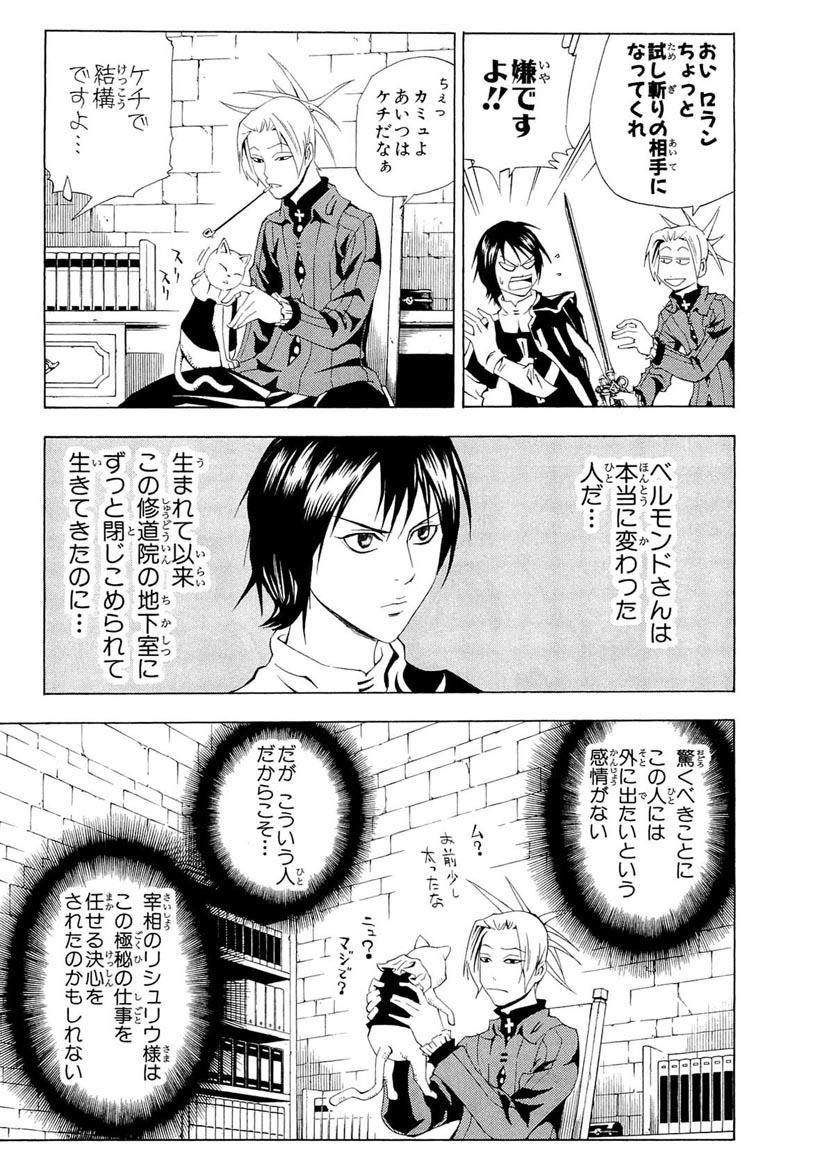 おい ロラン
ちょっと
試し斬りの相手に
なってくれ
嫌です
よ!!
ちぇっ
カミュよ
あいつは
ケチだなぁ
ケチで
結構
ですよ…
スリ
スリ
ベルモンドさんは
本当に変わった
人だ…
生まれて以来
この修道院の地下室に
ずっと閉じこめられて
生きてきたのに…
驚くべきことに
この人には
外に出たいという
感情がない
ム?
お前少し
太ったな
ニュ?
マジで?
だが こういう人
だからこそ…
宰相のリシュリウ様は
この極秘の仕事を
任せる決心を
されたのかもしれない